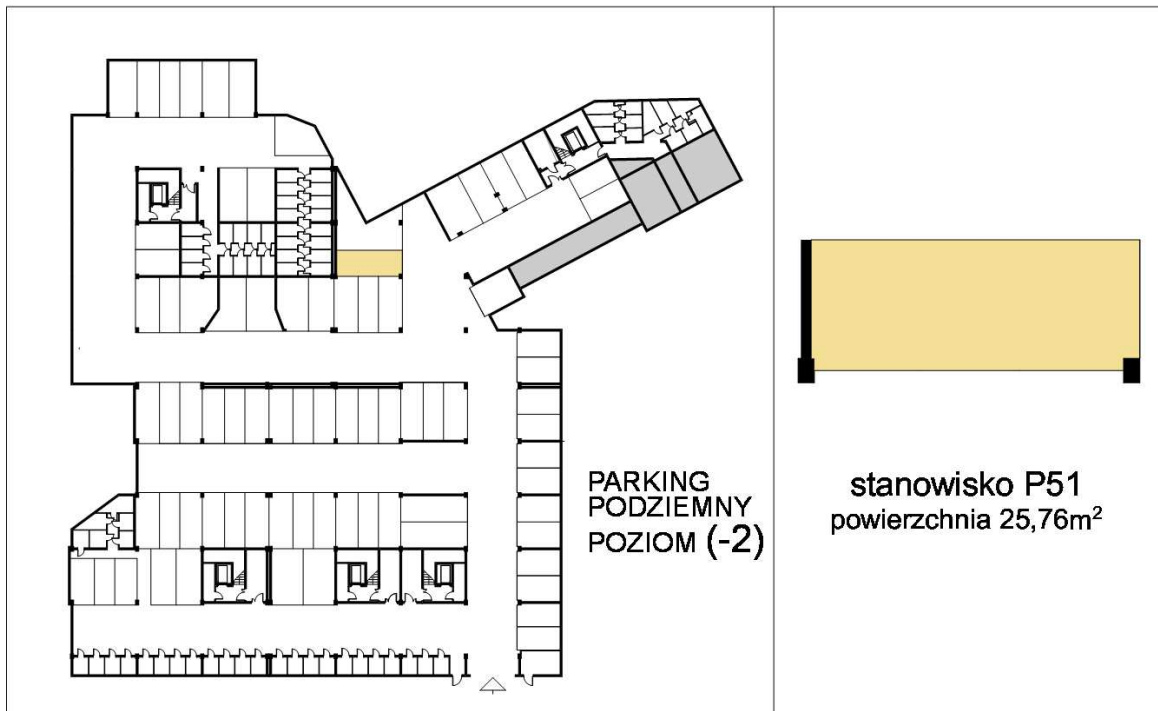 PARKING
PODZIEMNY
POZIOM (-2)
stanowisko P51
powierzchnia 25,76m²